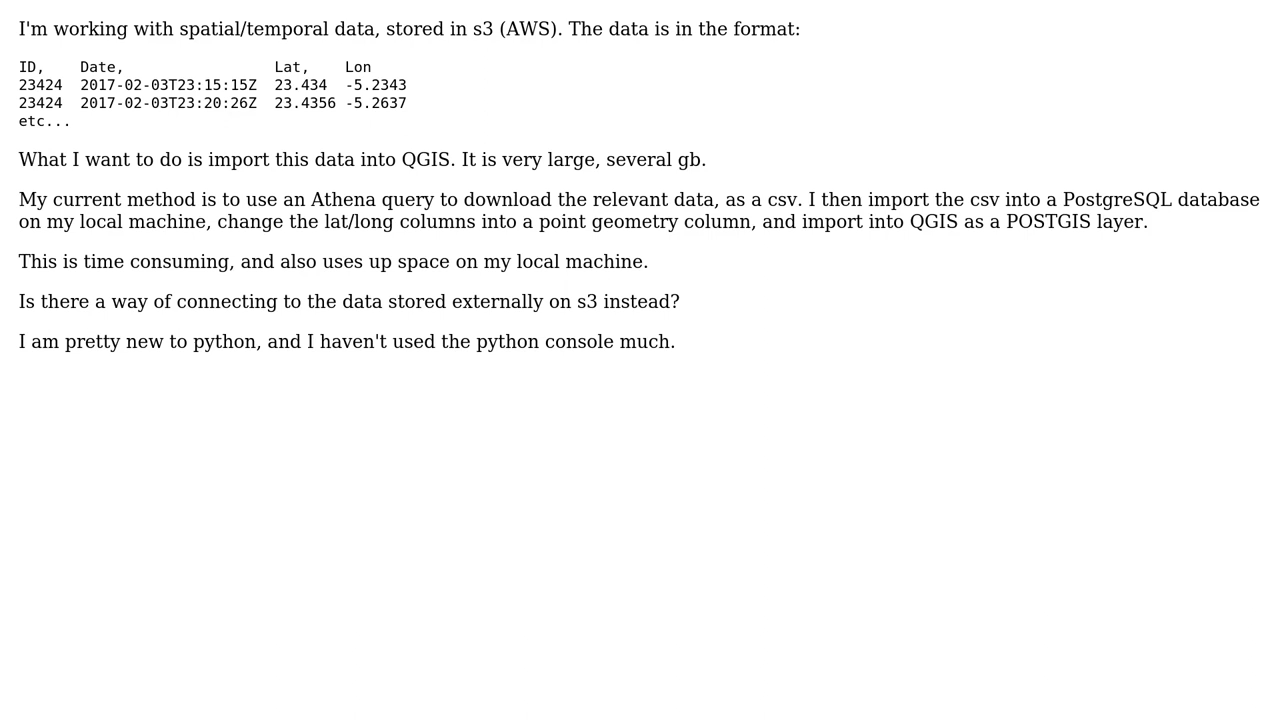 I'm working with spatial/temporal data, stored in s3 (AWS). The data is in the format:
ID,    Date,                 Lat,    Lon
23424  2017-02-03T23:15:15Z  23.434  -5.2343
23424  2017-02-03T23:20:26Z  23.4356 -5.2637
etc...
What I want to do is import this data into QGIS. It is very large, several gb.
My current method is to use an Athena query to download the relevant data, as a csv. I then import the csv into a PostgreSQL database
on my local machine, change the lat/long columns into a point geometry column, and import into QGIS as a POSTGIS layer.
This is time consuming, and also uses up space on my local machine.
Is there a way of connecting to the data stored externally on s3 instead?
I am pretty new to python, and I haven't used the python console much.